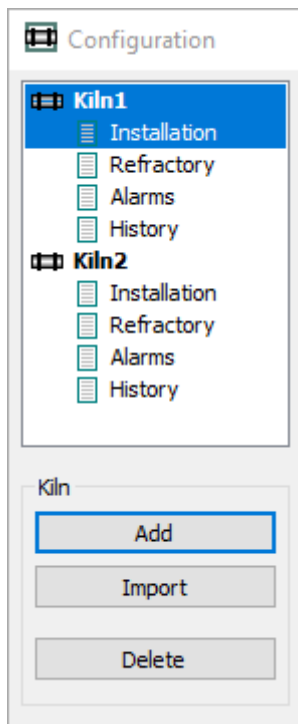 Configuration
Kiln1
Installation
Refractory
Alarms
History
Kiln2
Installation
Refractory
Alarms
History
Kiln
Add
Import
Delete